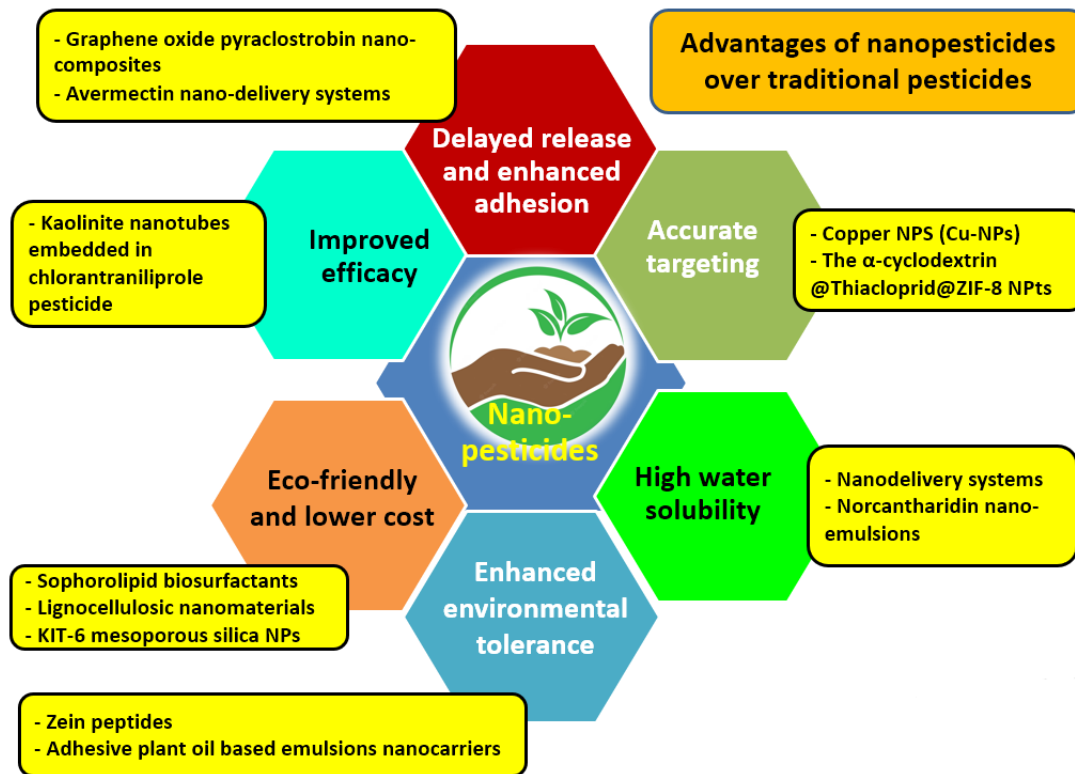 Advantages of nanopesticides
over traditional pesticides
- Graphene oxide pyraclostrobin nano-
composites
- Avermectin nano-delivery systems
Delayed release
and enhanced
adhesion
- Kaolinite nanotubes
embedded in
chlorantraniliprole
pesticide
Improved
efficacy
Accurate
targeting
- Copper NPS (Cu-NPs)
- The α-cyclodextrin
@Thiacloprid@ZIF-8 NPts
Nano-
pesticides
Eco-friendly
and lower cost
High water
solubility
- Nanodelivery systems
- Norcantharidin nano-
emulsions
- Sophorolipid biosurfactants
- Lignocellulosic nanomaterials
- KIT-6 mesoporous silica NPs
Enhanced
environmental
tolerance
- Zein peptides
- Adhesive plant oil based emulsions nanocarriers